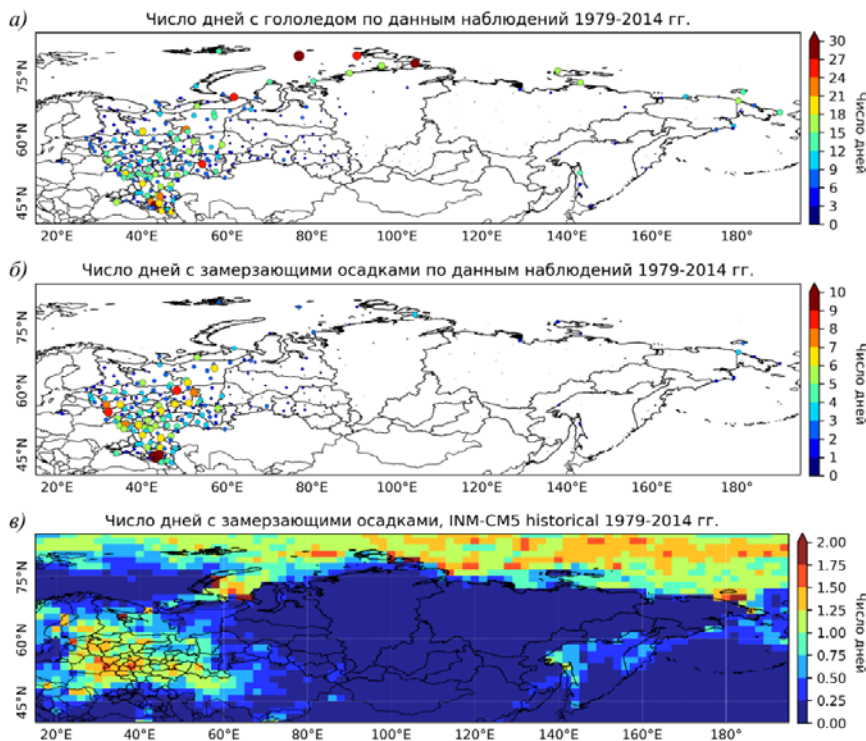 а)
Число дней с гололедом по данным наблюдений 1979-2014 гг.
75°N
60°N
45°N
20°E 40°E 60°E 80°E 100°E 120°E 140°E 160°E 180°
30
27
24
21
18
15
12
9
6
3
0
Число дней
б)
Число дней с замерзающими осадками по данным наблюдений 1979-2014 гг.
75°N
60°N
45°N
20°E 40°E 60°E 80°E 100°E 120°E 140°E 160°E 180°
10
9
8
7
6
5
4
3
2
1
0
Число дней
в)
Число дней с замерзающими осадками, INM-CM5 historical 1979-2014 гг.
75°N
60°N
45°N
20°E 40°E 60°E 80°E 100°E 120°E 140°E 160°E 180°
2.00
1.75
1.50
1.25
1.00
0.75
0.50
0.25
0.00
Число дней